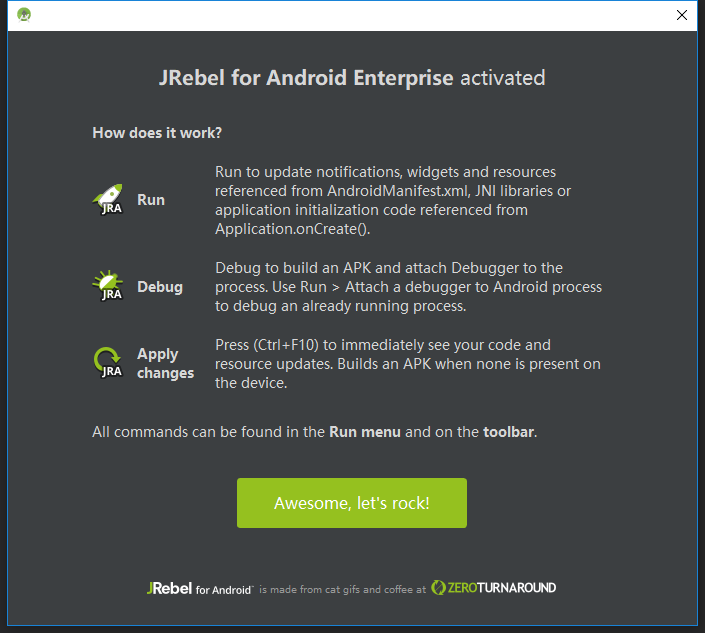 JRebel for Android Enterprise activated
How does it work?
JRA
Run
Run to update notifications, widgets and resources
referenced from AndroidManifest.xml, JNI libraries or
application initialization code referenced from
Application.onCreate().
JRA
Debug
Debug to build an APK and attach Debugger to the
process. Use Run > Attach a debugger to Android process
to debug an already running process.
JRA
Apply
changes
Press (Ctrl+F10) to immediately see your code and
resource updates. Builds an APK when none is present on
the device.
All commands can be found in the Run menu and on the toolbar.
Awesome, let's rock!
JRebel for Android™ is made from cat gifs and coffee at ZEROTURNAROUND